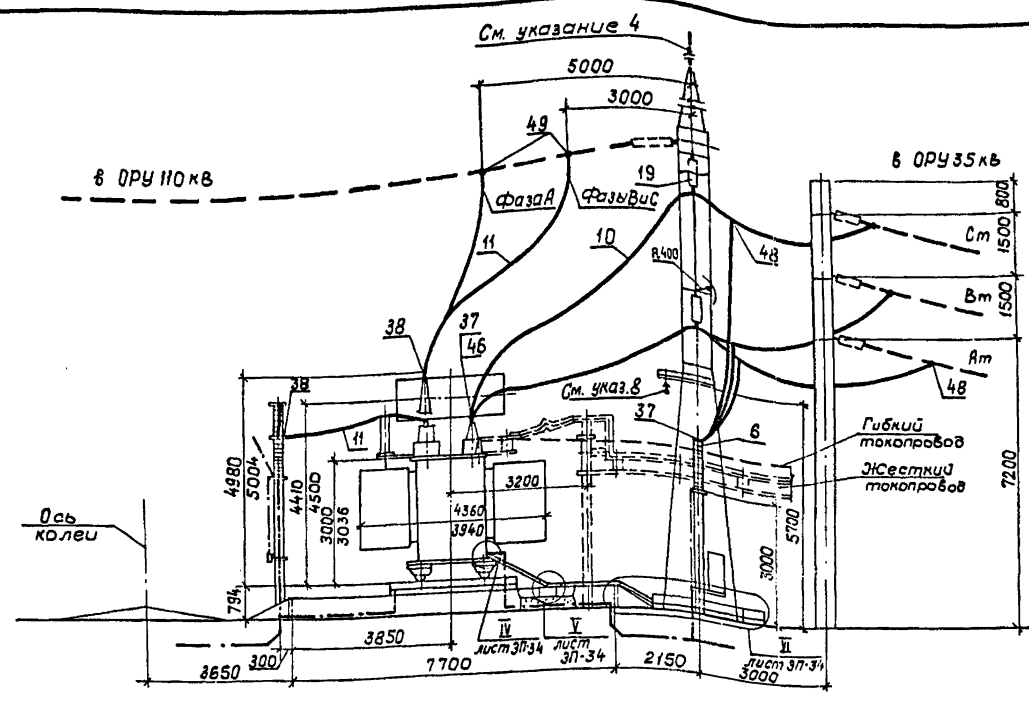 См. указание 4
5000
3000
49
в ОРУ 110 кв
19
в ОРУ 35 кв
фаза А
Фазы В и С
800
11
10
48
Ст
1500
R 400
Вт
1500
38
37
46
Ат
38
См. указ. 8
48
11
37
6
Гибкий
токопровод
Жесткий
токопровод
4980
5004
4410
4500
3000
3036
3200
4360
3940
7200
5700
3000
Ось
колеи
794
IV
лист ЭП-34
V
лист
ЭП-34
VI
лист ЭП-34
300
3850
3650
7700
2150
3000